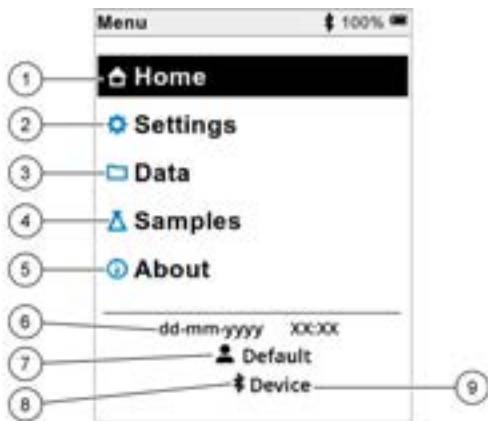 Menu 100%
1 Home
2 Settings
3 Data
4 Samples
5 About
6 dd-mm-yyyy XX:XX
7 Default
8 Device 9